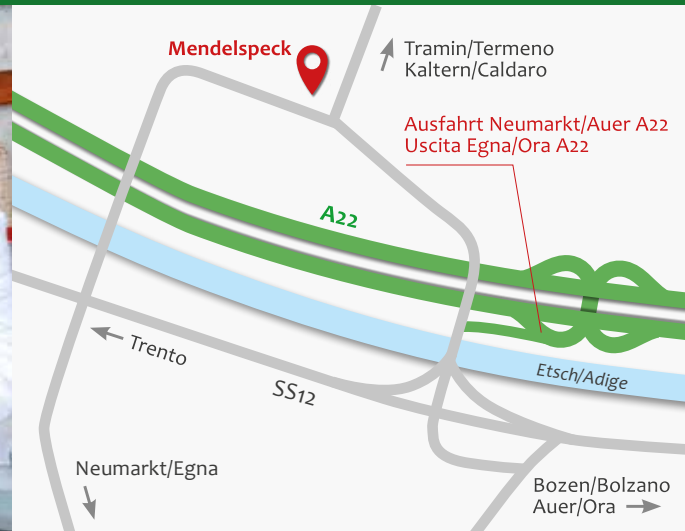 Mendelspeck
Tramin/Termeno
Kaltern/Caldaro
Ausfahrt Neumarkt/Auer A22
Uscita Egna/Ora A22
A22
Trento
SS12
Etsch/Adige
Neumarkt/Egna
Bozen/Bolzano
Auer/Ora